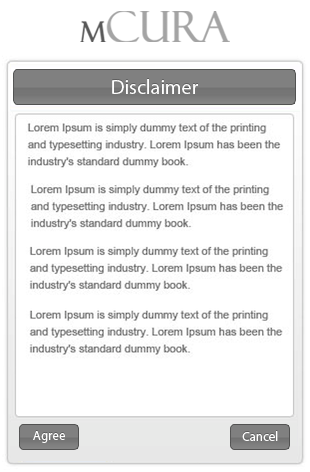 mCURA
Disclaimer
Lorem Ipsum is simply dummy text of the printing
and typesetting industry. Lorem Ipsum has been the
industry's standard dummy book.
Lorem Ipsum is simply dummy text of the printing
and typesetting industry. Lorem Ipsum has been the
industry's standard dummy book.
Lorem Ipsum is simply dummy text of the printing
and typesetting industry. Lorem Ipsum has been the
industry's standard dummy book.
Lorem Ipsum is simply dummy text of the printing
and typesetting industry. Lorem Ipsum has been the
industry's standard dummy book.
Agree
Cancel